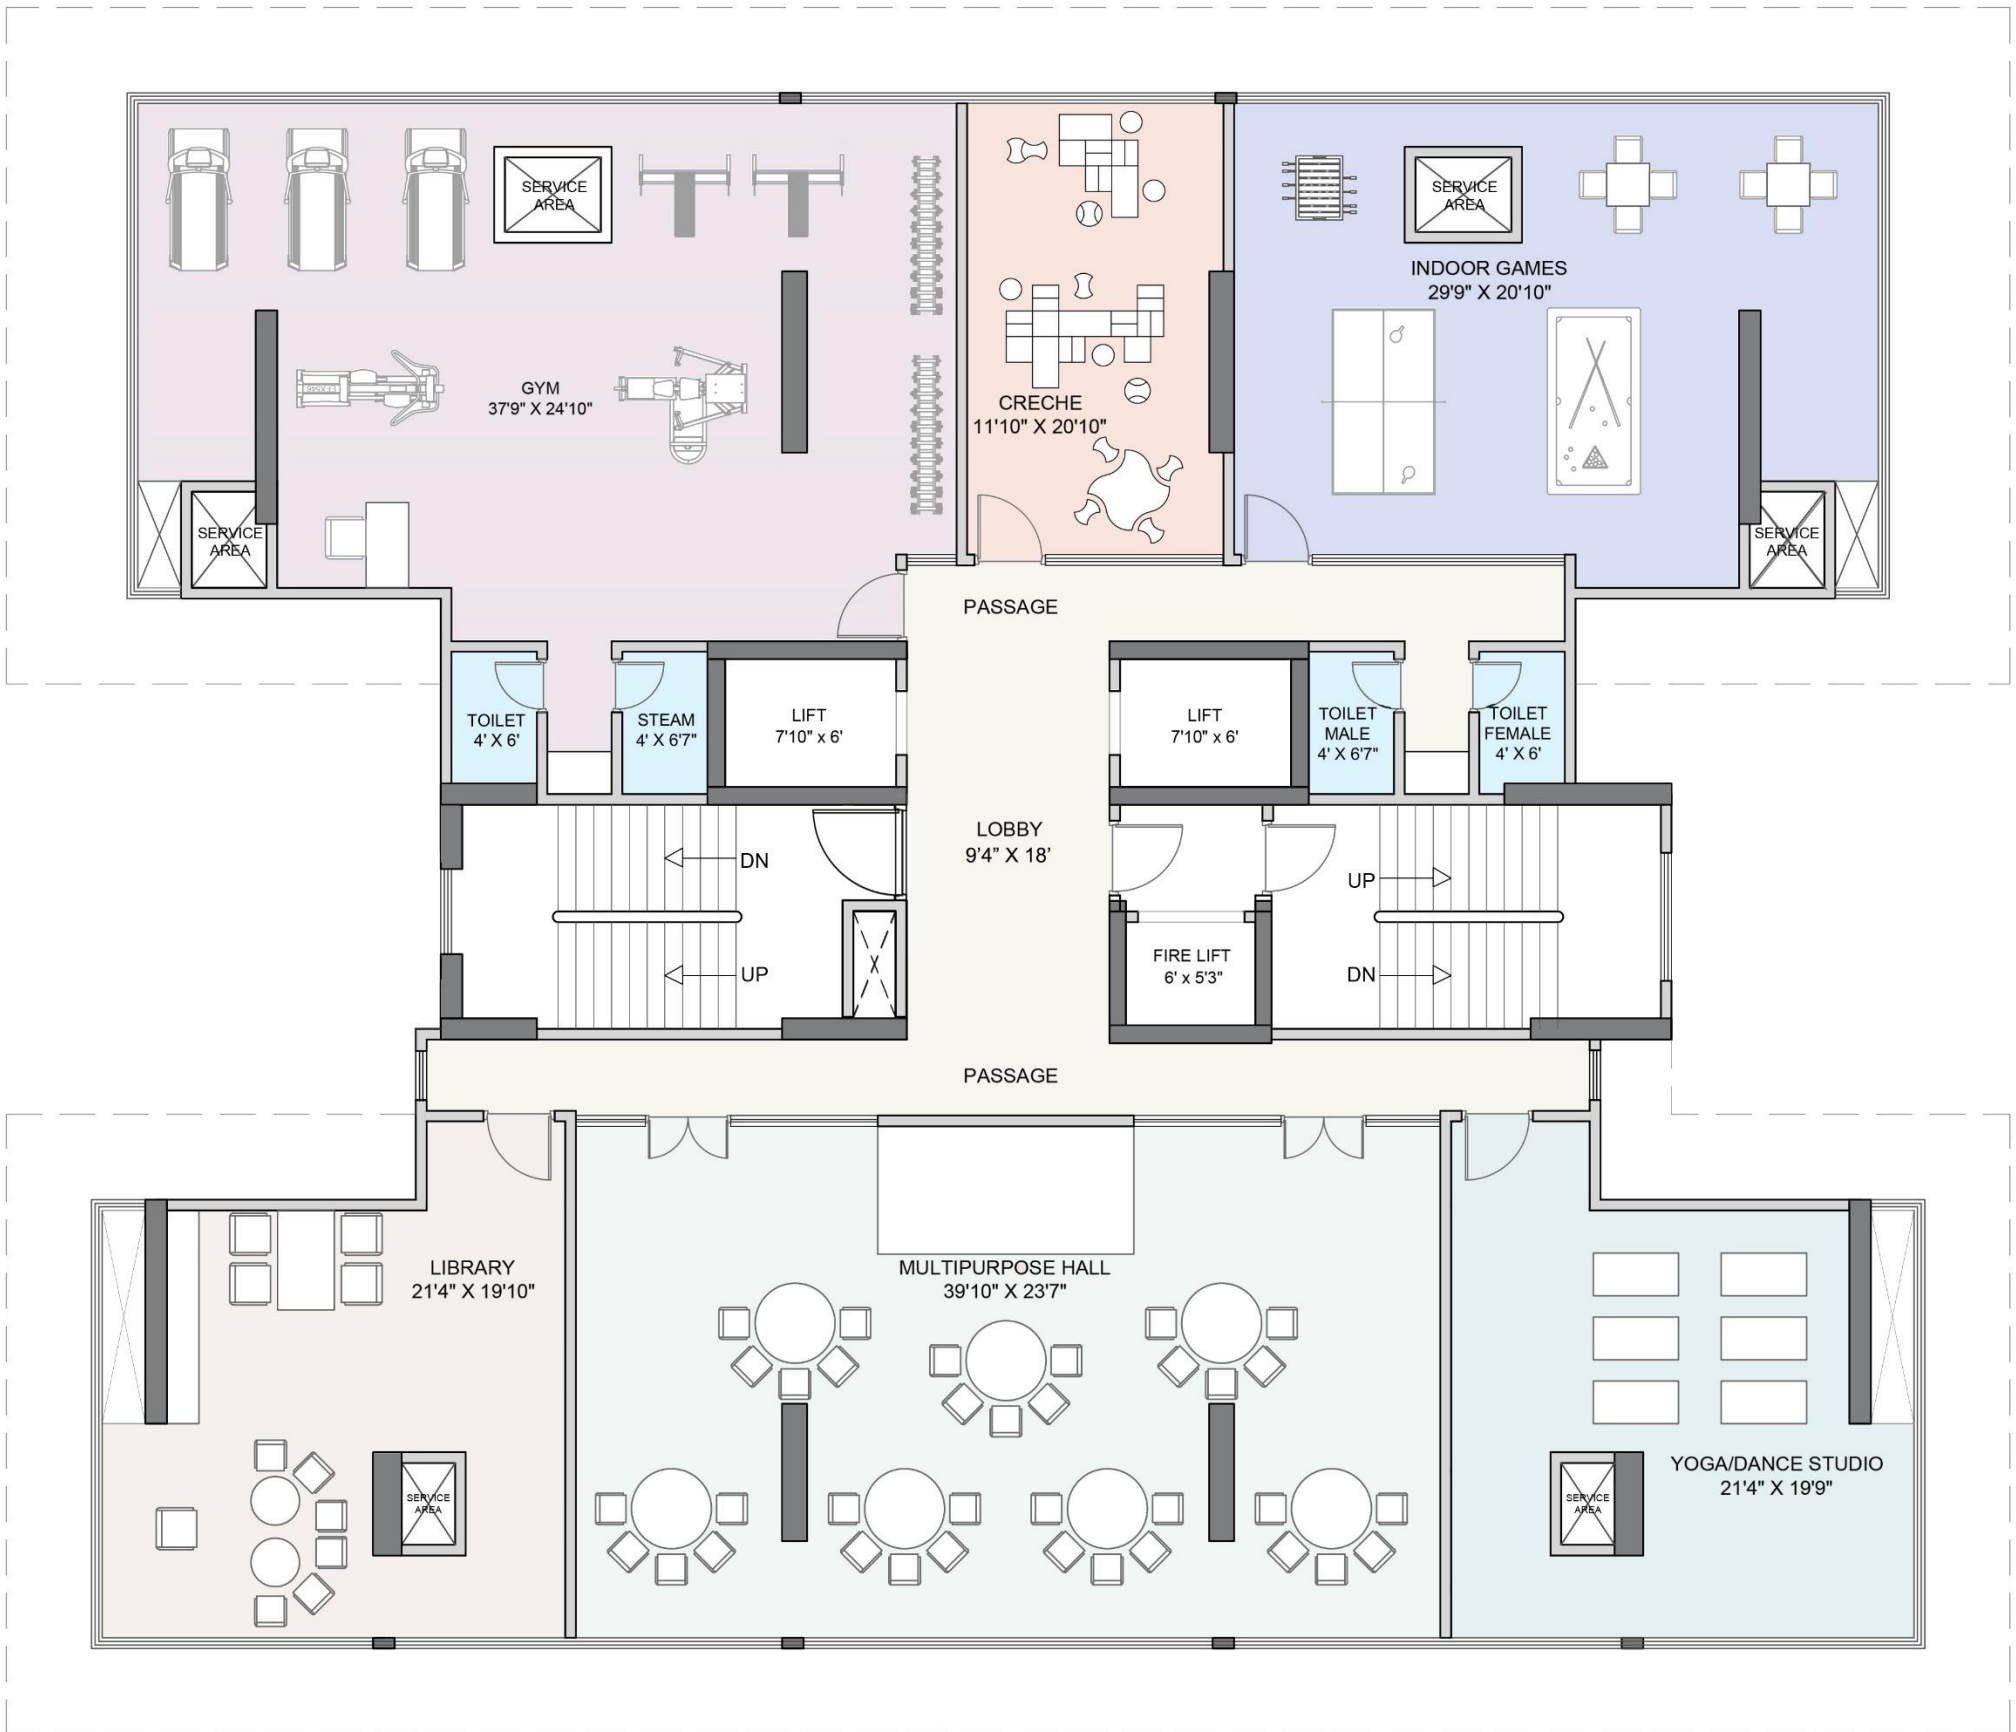 SERVICE
AREA
SERVICE
AREA
INDOOR GAMES
29'9" X 20'10"
GYM
37'9" X 24'10"
CRECHE
11'10" X 20'10"
SERVICE
AREA
SERVICE
AREA
PASSAGE
TOILET
4' X 6'
STEAM
4' X 6'7"
LIFT
7'10" x 6'
LIFT
7'10" x 6'
TOILET
MALE
4' X 6'7"
TOILET
FEMALE
4' X 6'
LOBBY
9'4” X 18’
DN
UP
UP
DN
FIRE LIFT
6' x 5'3"
PASSAGE
LIBRARY
21'4" X 19'10"
MULTIPURPOSE HALL
39'10" X 23'7"
YOGA/DANCE STUDIO
21'4" X 19'9"
SERVICE
AREA
SERVICE
AREA